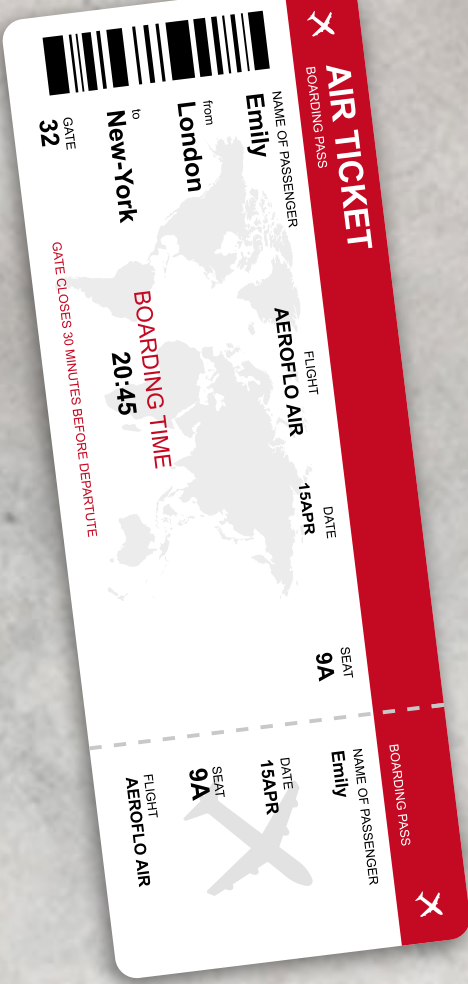 AIR TICKET
BOARDING PASS
NAME OF PASSENGER
Emily
from
London
to
New-York
GATE
32
FLIGHT
AEROFLO AIR
DATE
15APR
SEAT
9A
BOARDING TIME
20:45
GATE CLOSES 30 MINUTES BEFORE DEPARTUTE
BOARDING PASS
NAME OF PASSENGER
Emily
DATE
15APR
SEAT
9A
FLIGHT
AEROFLO AIR